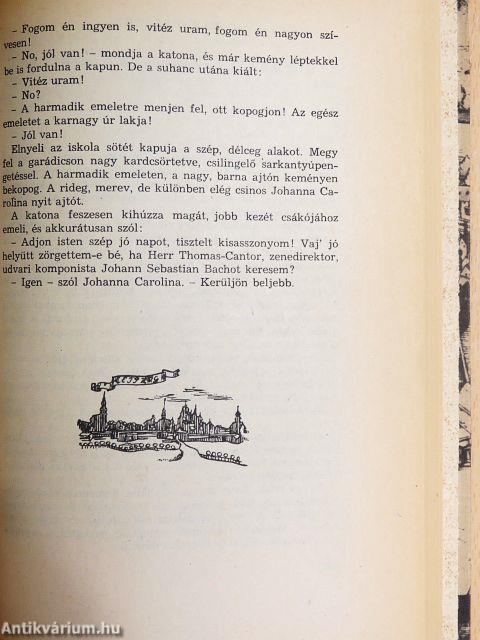 – Fogom én ingyen is, vitéz uram, fogom én nagyon szí-
vesen!
– No, jól van! – mondja a katona, és már kemény léptekkel
be is fordulna a kapun. De a suhanc utána kiált:
– Vitéz uram!
– No?
– A harmadik emeletre menjen fel, ott kopogjon! Az egész
emeletet a karnagy úr lakja!
– Jól van!
Elnyeli az iskola sötét kapuja a szép, délceg alakot. Megy
fel a garádicson nagy kardcsörtetve, csilingelő sarkantyúpen-
getéssel. A harmadik emeleten, a nagy, barna ajtón keményen
bekopog. A rideg, merev, de különben elég csinos Johanna Ca-
rolina nyit ajtót.
A katona feszesen kihúzza magát, jobb kezét csákójához
emeli, és akkurátusan szól:
– Adjon isten szép jó napot, tisztelt kisasszonyom! Vaj' jó
helyütt zörgettem-e bé, ha Herr Thomas-Cantor, zenedirektor,
udvari komponista Johann Sebastian Bachot keresem?
– Igen – szól Johanna Carolina. – Kerüljön beljebb.
Antikvárium.hu